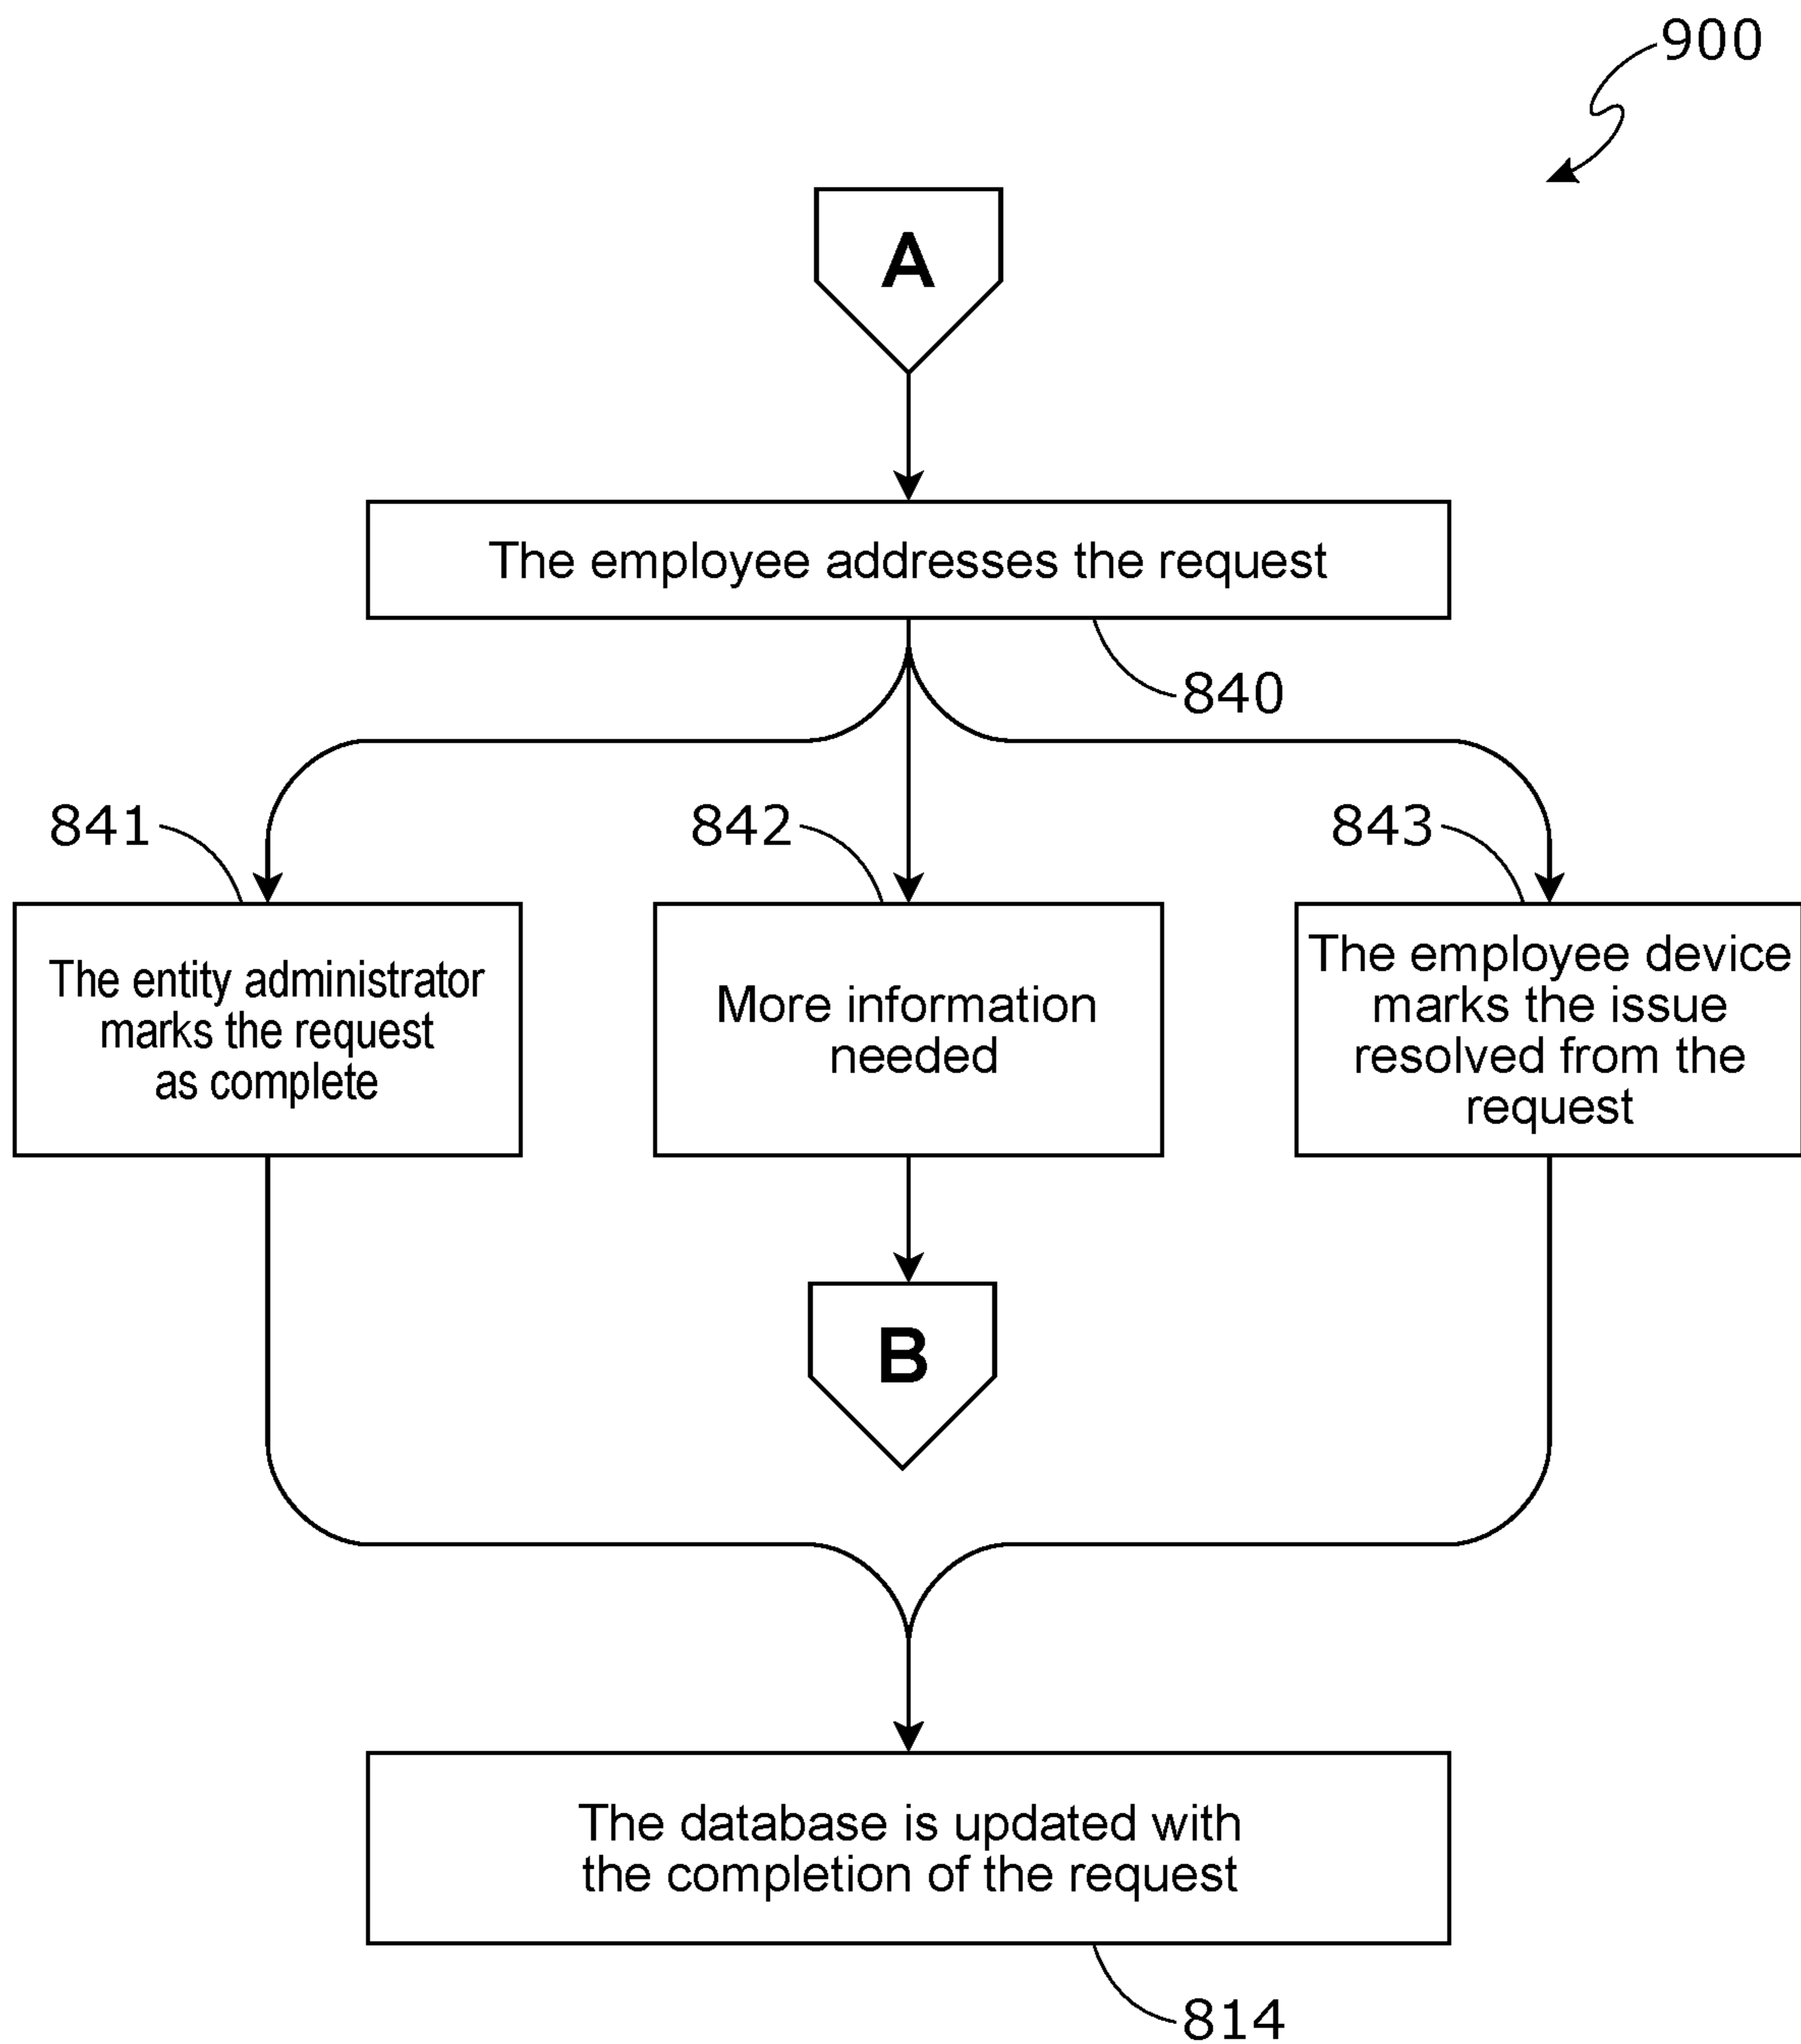 900
A
The employee addresses the request
840
841
842
843
The entity administrator
marks the request
as complete
More information
needed
The employee device
marks the issue
resolved from the
request
B
The database is updated with
the completion of the request
814